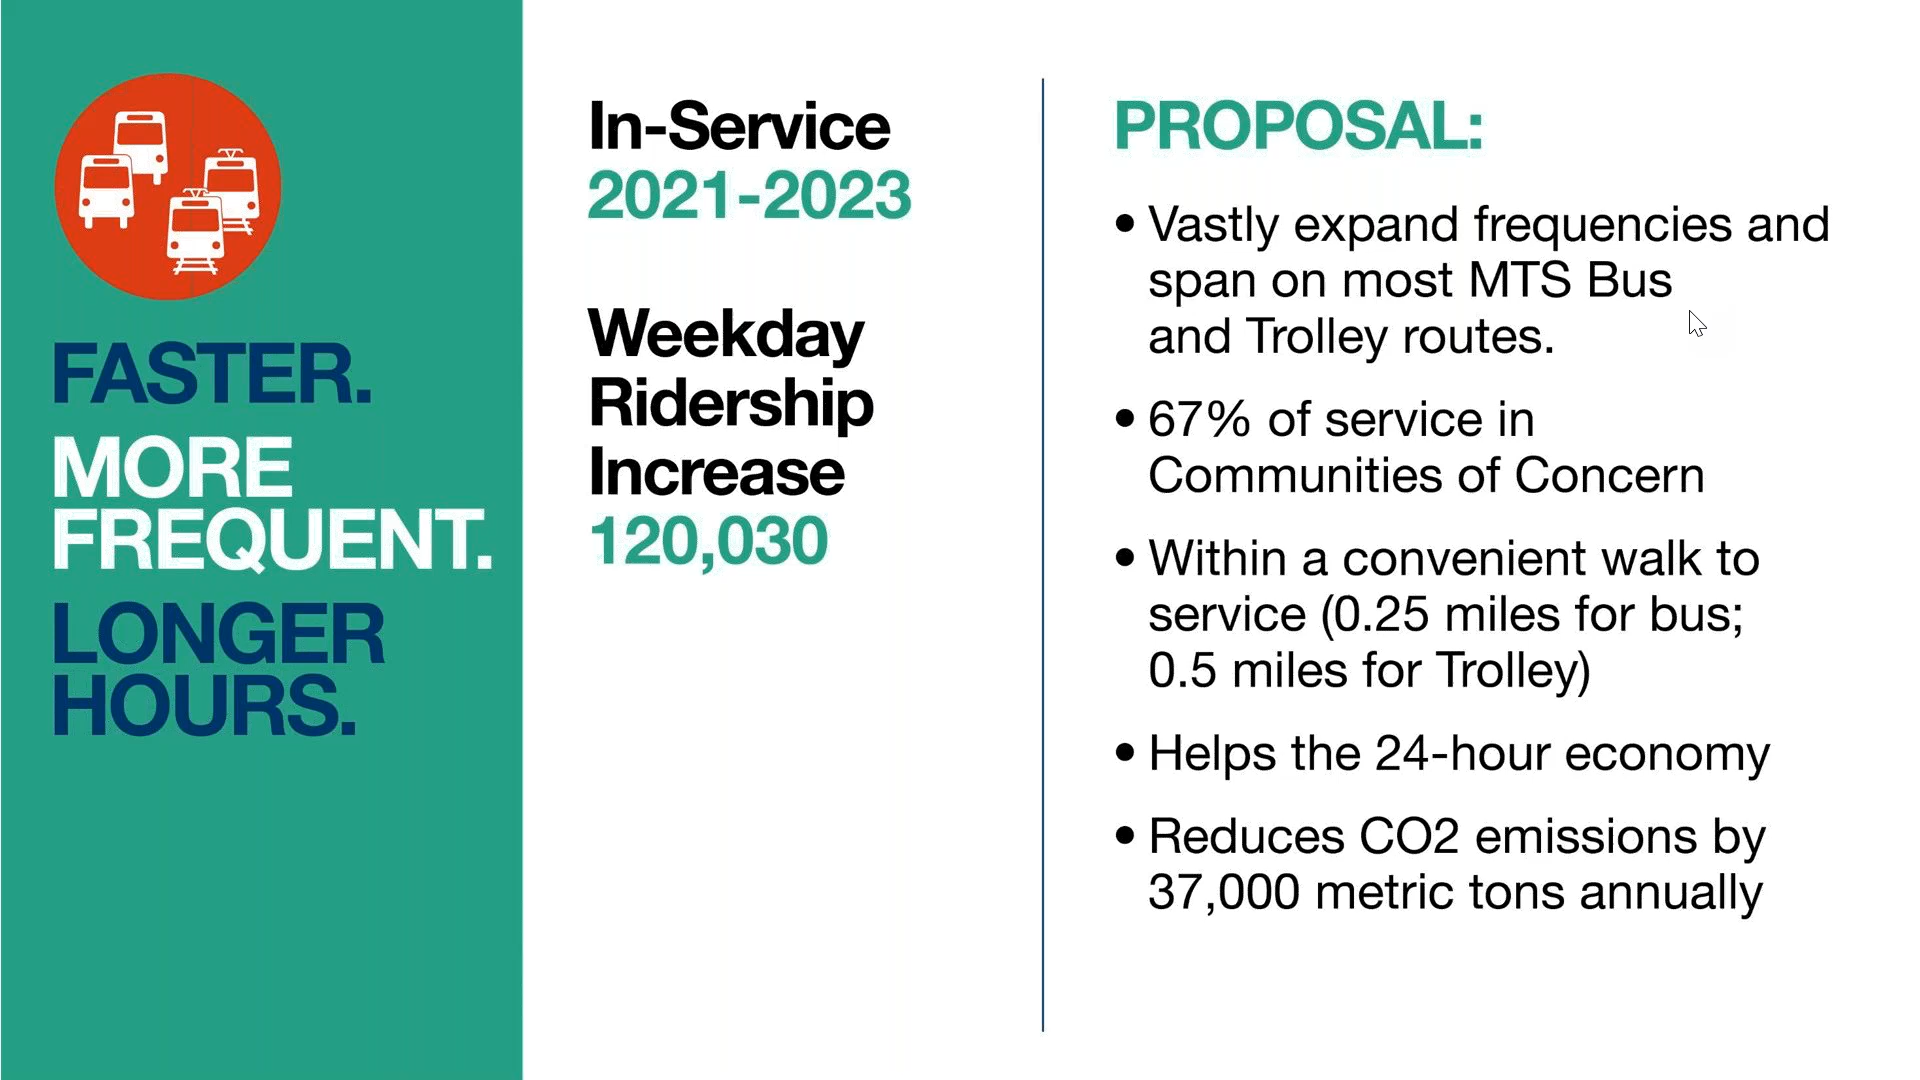 FASTER.
MORE
FREQUENT.
LONGER
HOURS.
In-Service
2021-2023
Weekday
Ridership
Increase
120,030
PROPOSAL:
• Vastly expand frequencies and
span on most MTS Bus
and Trolley routes.
• 67% of service in
Communities of Concern
• Within a convenient walk to
service (0.25 miles for bus;
0.5 miles for Trolley)
• Helps the 24-hour economy
• Reduces CO2 emissions by
37,000 metric tons annually